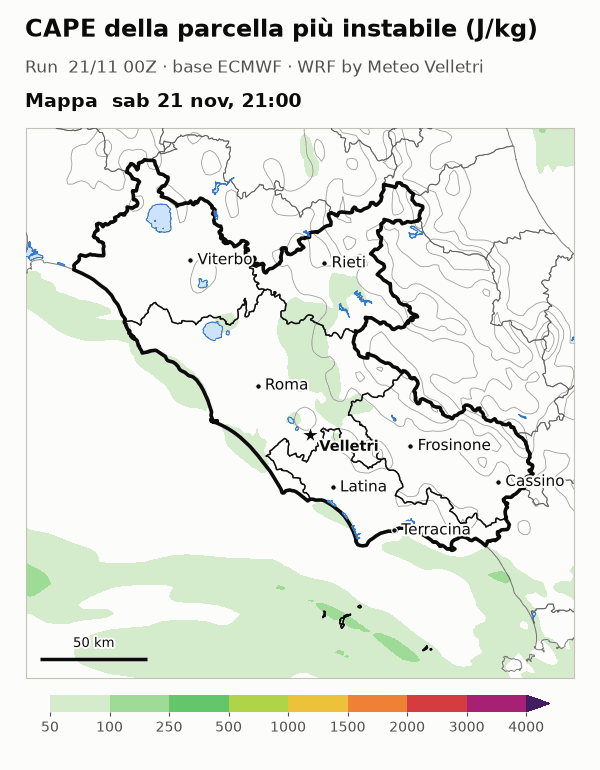 CAPE della parcella più instabile (J/kg)
Run  21/11 00Z · base ECMWF · WRF by Meteo Velletri
Mappa  sab 21 nov, 21:00
Viterbo
Rieti
Roma
Velletri
Frosinone
Cassino
Latina
Terracina
50 km
50 100 250 500 1000 1500 2000 3000 4000